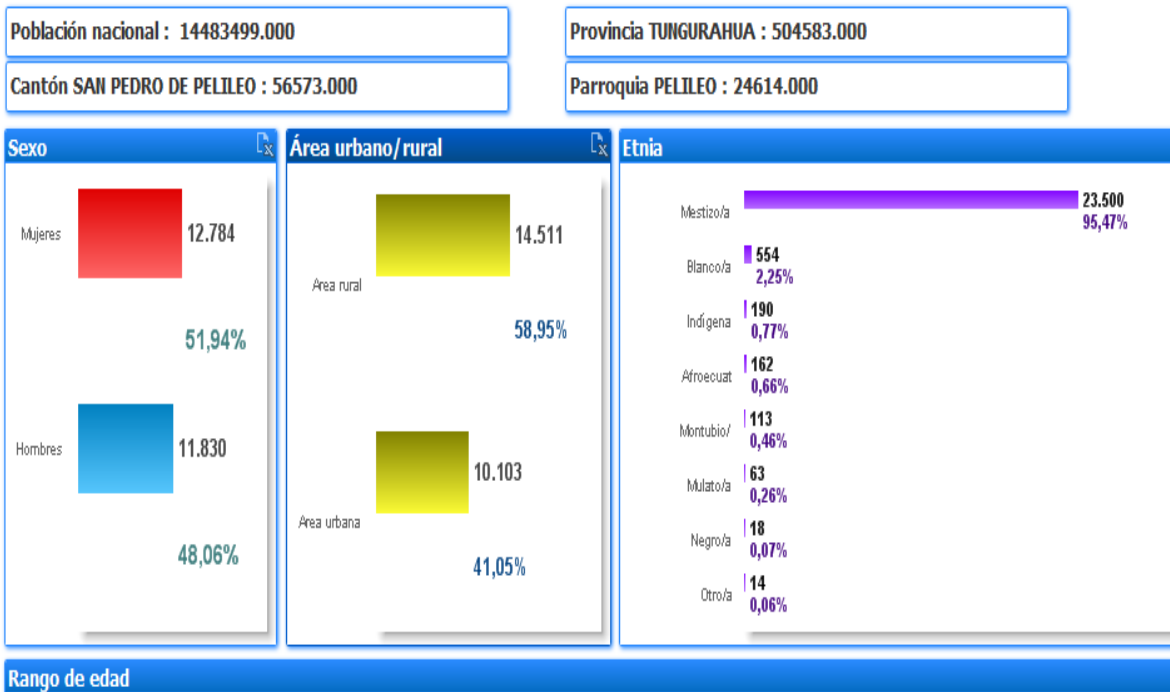 Población nacional : 14483499.000
Provincia TUNGURAHUA : 504583.000
Cantón SAN PEDRO DE PELILEO : 56573.000
Parroquia PELILEO : 24614.000
Sexo
Mujeres
12.784
51,94%
Hombres
11.830
48,06%
Área urbano/rural
Area rural
14.511
58,95%
Area urbana
10.103
41,05%
Etnia
Mestizo/a
23.500
95,47%
Blanco/a
554
2,25%
Indígena
190
0,77%
Afroecuat
162
0,66%
Montubio/
113
0,46%
Mulato/a
63
0,26%
Negro/a
18
0,07%
Otro/a
14
0,06%
Rango de edad